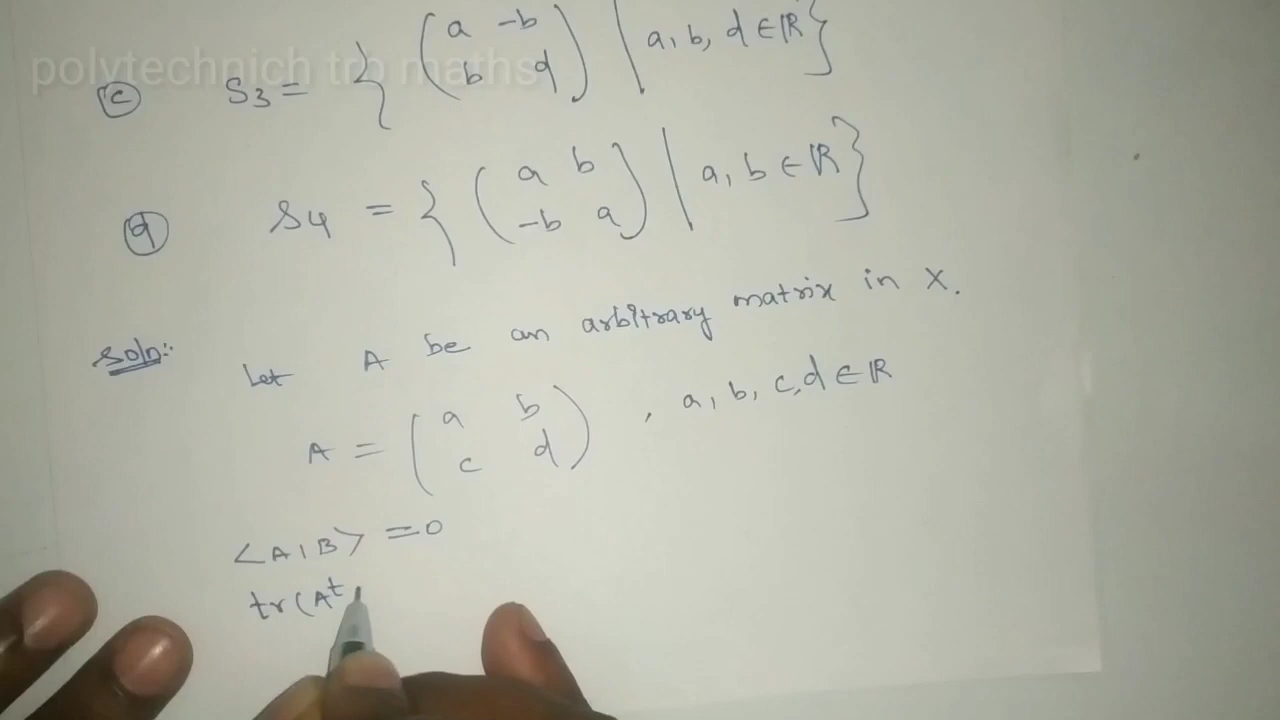 polytechnich trb maths
(c) S₃ = { ( a -b ; b d ) | a, b, d ∈ ℝ }
(d) S₄ = { ( a b ; -b a ) | a, b ∈ ℝ }
Soln:- Let A be an arbitrary matrix in X.
A = ( a b ; c d ) , a, b, c, d ∈ ℝ
<A|B> = 0
tr(Aᵗ